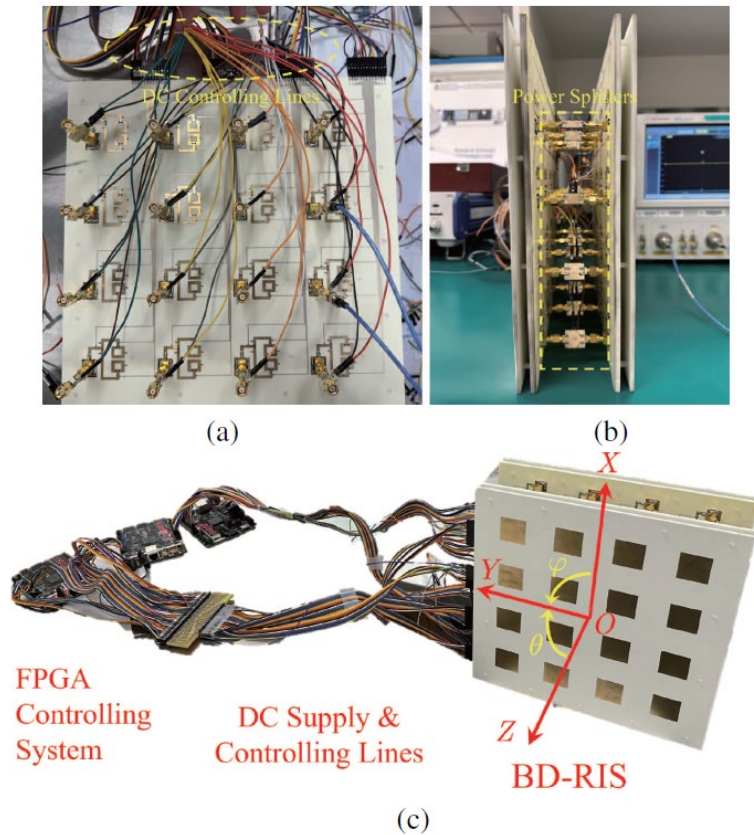 DC Controlling Lines
Power Splitters
(a)
(b)
X
Y
φ
O
θ
Z
FPGA
Controlling
System
DC Supply &
Controlling Lines
BD-RIS
(c)